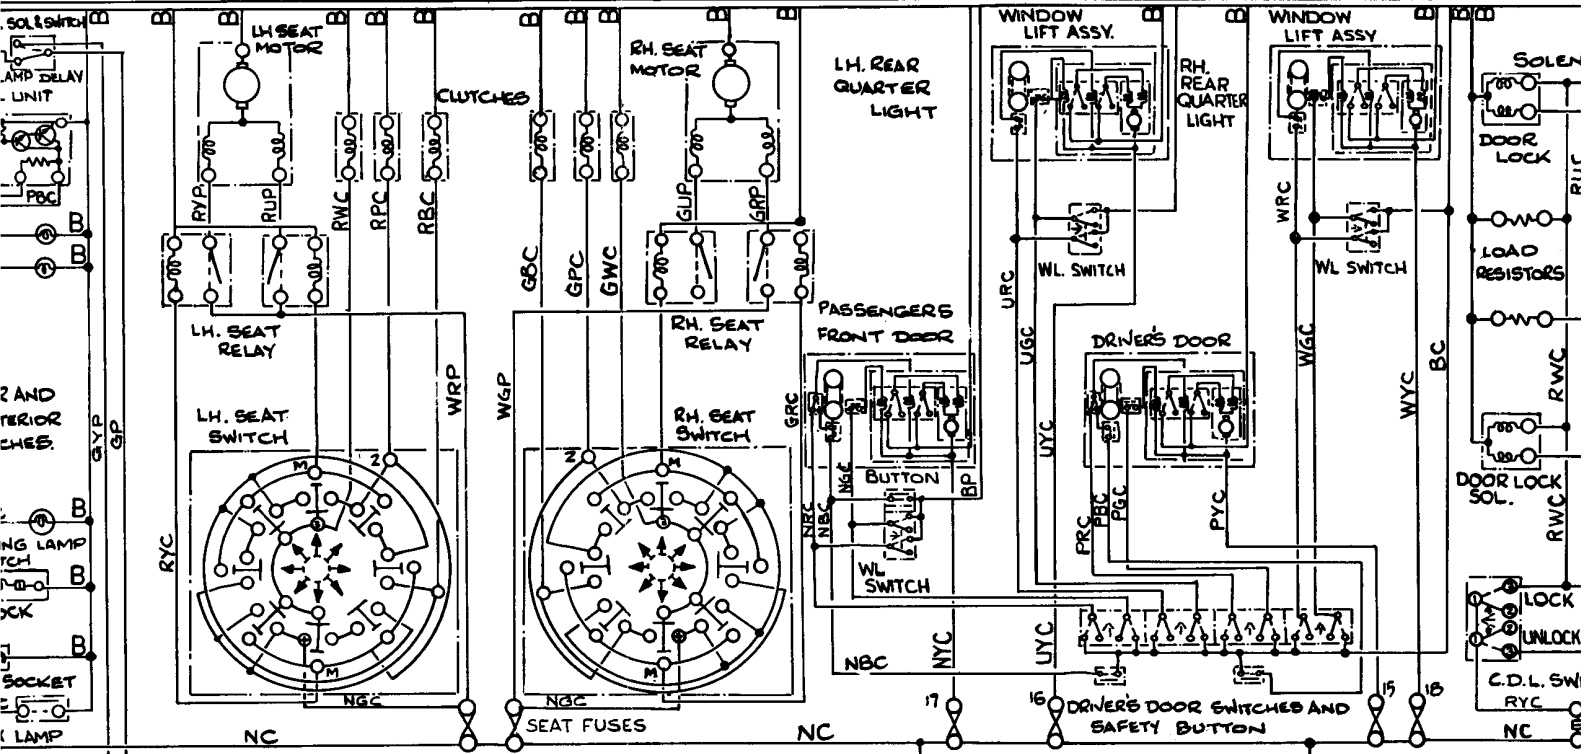 SOL & SWITCH
B
B
LH SEAT
MOTOR
B
B
B
B
B
B
RH. SEAT
MOTOR
B
B
LH. REAR
QUARTER
LIGHT
WINDOW
LIFT ASSY.
B
RH.
REAR
QUARTER
LIGHT
B
WINDOW
LIFT ASSY
B
B
B
SOLEN
DOOR
LOCK
AMP DELAY
UNIT
PBC
B
B
RYP
RUP
RWC
RPC
RBC
CLUTCHES
GBC
GPC
GWC
GUP
GRP
WL. SWITCH
WRC
WL SWITCH
LOAD
RESISTORS
LH. SEAT
RELAY
RH. SEAT
RELAY
PASSENGERS
FRONT DOOR
URC
UGC
UYC
DRIVER'S DOOR
WGC
WYC
BC
RWC
R AND
TERIOR
CHES.
GYP
GP
LH. SEAT
SWITCH
WRP
WGP
RH. SEAT
SWITCH
GRC
M
2
2
M
BUTTON
NGC
NRC
NBC
BP
WL
SWITCH
PRC
PBC
PGC
PYC
DOOR LOCK
SOL.
RWC
B
NG LAMP
TCH
B
OCK
B
SOCKET
LAMP
RYC
M
M
NGC
NGC
NBC
NYC
UYC
LOCK
UNLOCK
C.D.L. SWI
RYC
SEAT FUSES
17
16
DRIVER'S DOOR SWITCHES AND
SAFETY BUTTON
15
18
NC
NC
NC